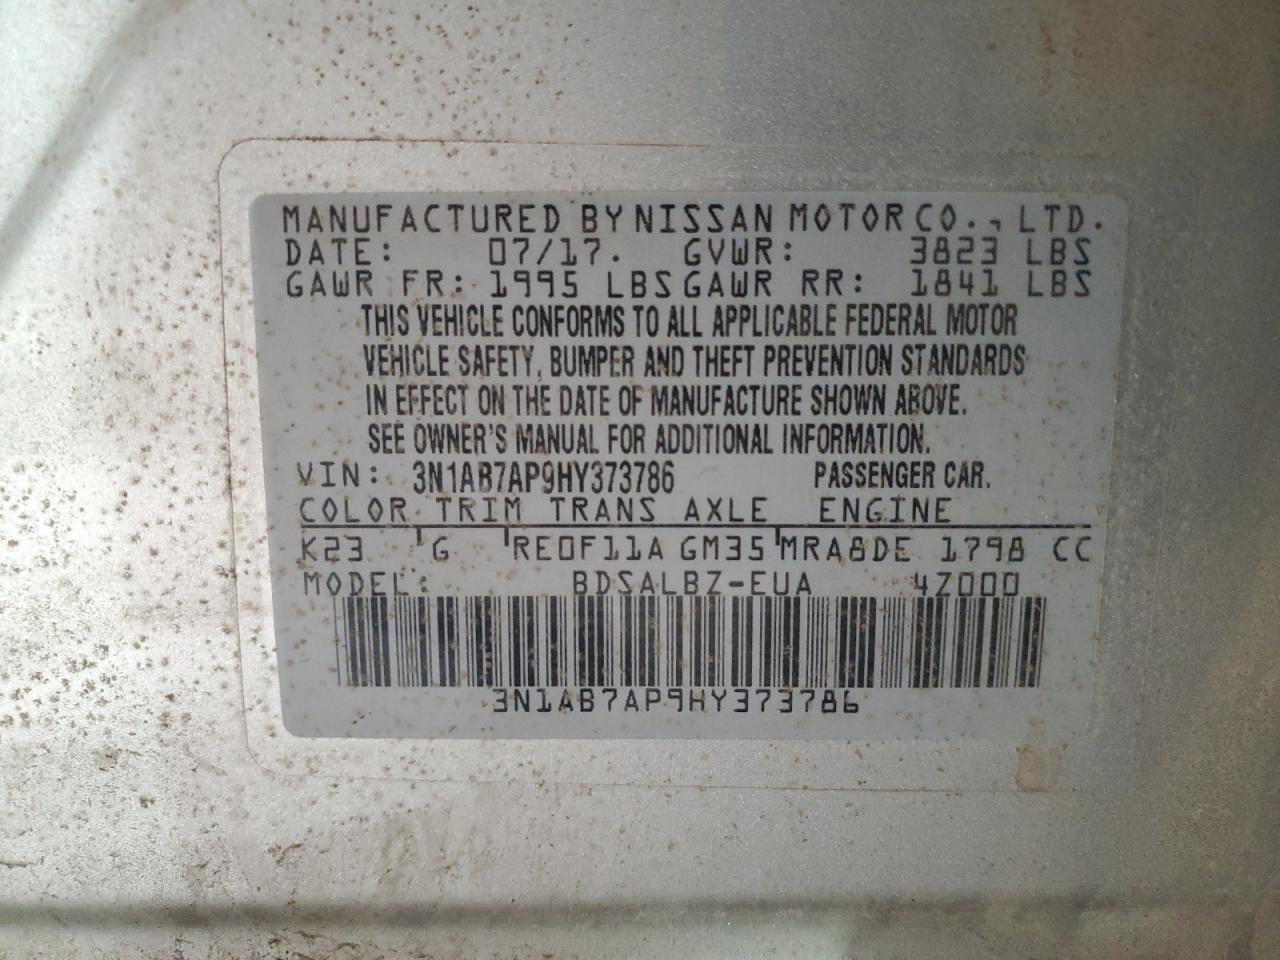 MANUFACTURED BY NISSAN MOTOR CO., LTD.
DATE: 07/17. GVWR: 3823 LBS
GAWR FR: 1995 LBS GAWR RR: 1841 LBS
THIS VEHICLE CONFORMS TO ALL APPLICABLE FEDERAL MOTOR
VEHICLE SAFETY, BUMPER AND THEFT PREVENTION STANDARDS
IN EFFECT ON THE DATE OF MANUFACTURE SHOWN ABOVE.
SEE OWNER'S MANUAL FOR ADDITIONAL INFORMATION.
VIN: 3N1AB7AP9HY373786 PASSENGER CAR.
COLOR TRIM TRANS AXLE ENGINE
K23 G RE0F11A GM35 MRA8DE 1798 CC
MODEL: BDSALBZ-EUA 4Z000
3N1AB7AP9HY373786